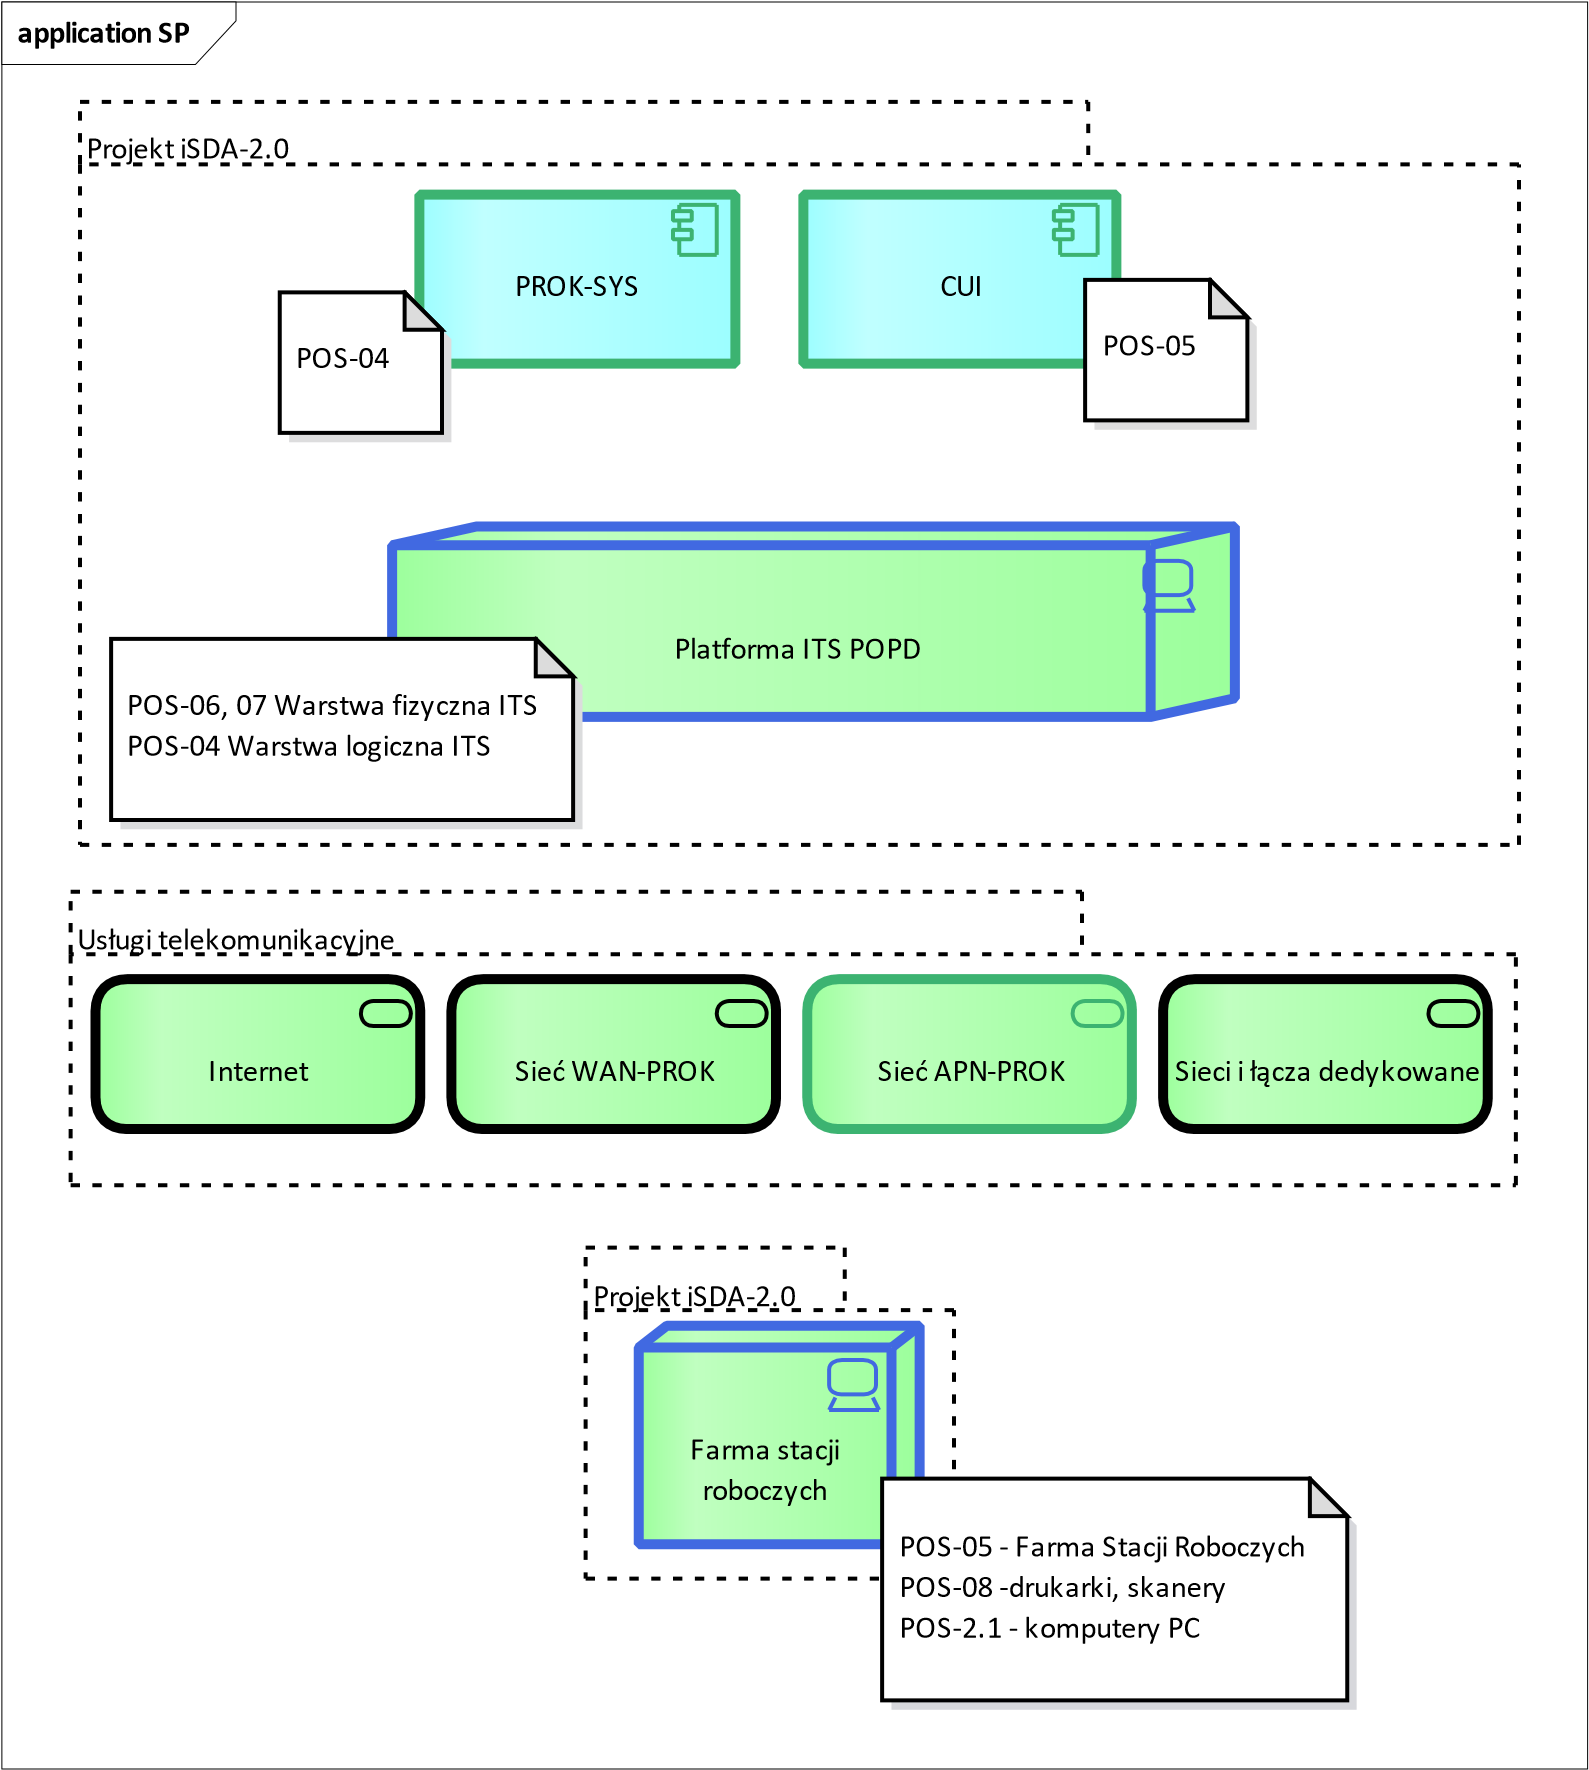 application SP
Projekt iSDA-2.0
PROK-SYS
CUI
POS-04
POS-05
Platforma ITS POPD
POS-06, 07 Warstwa fizyczna ITS
POS-04 Warstwa logiczna ITS
Usługi telekomunikacyjne
Internet
Sieć WAN-PROK
Sieć APN-PROK
Sieci i łącza dedykowane
Projekt iSDA-2.0
Farma stacji
roboczych
POS-05 - Farma Stacji Roboczych
POS-08 -drukarki, skanery
POS-2.1 - komputery PC